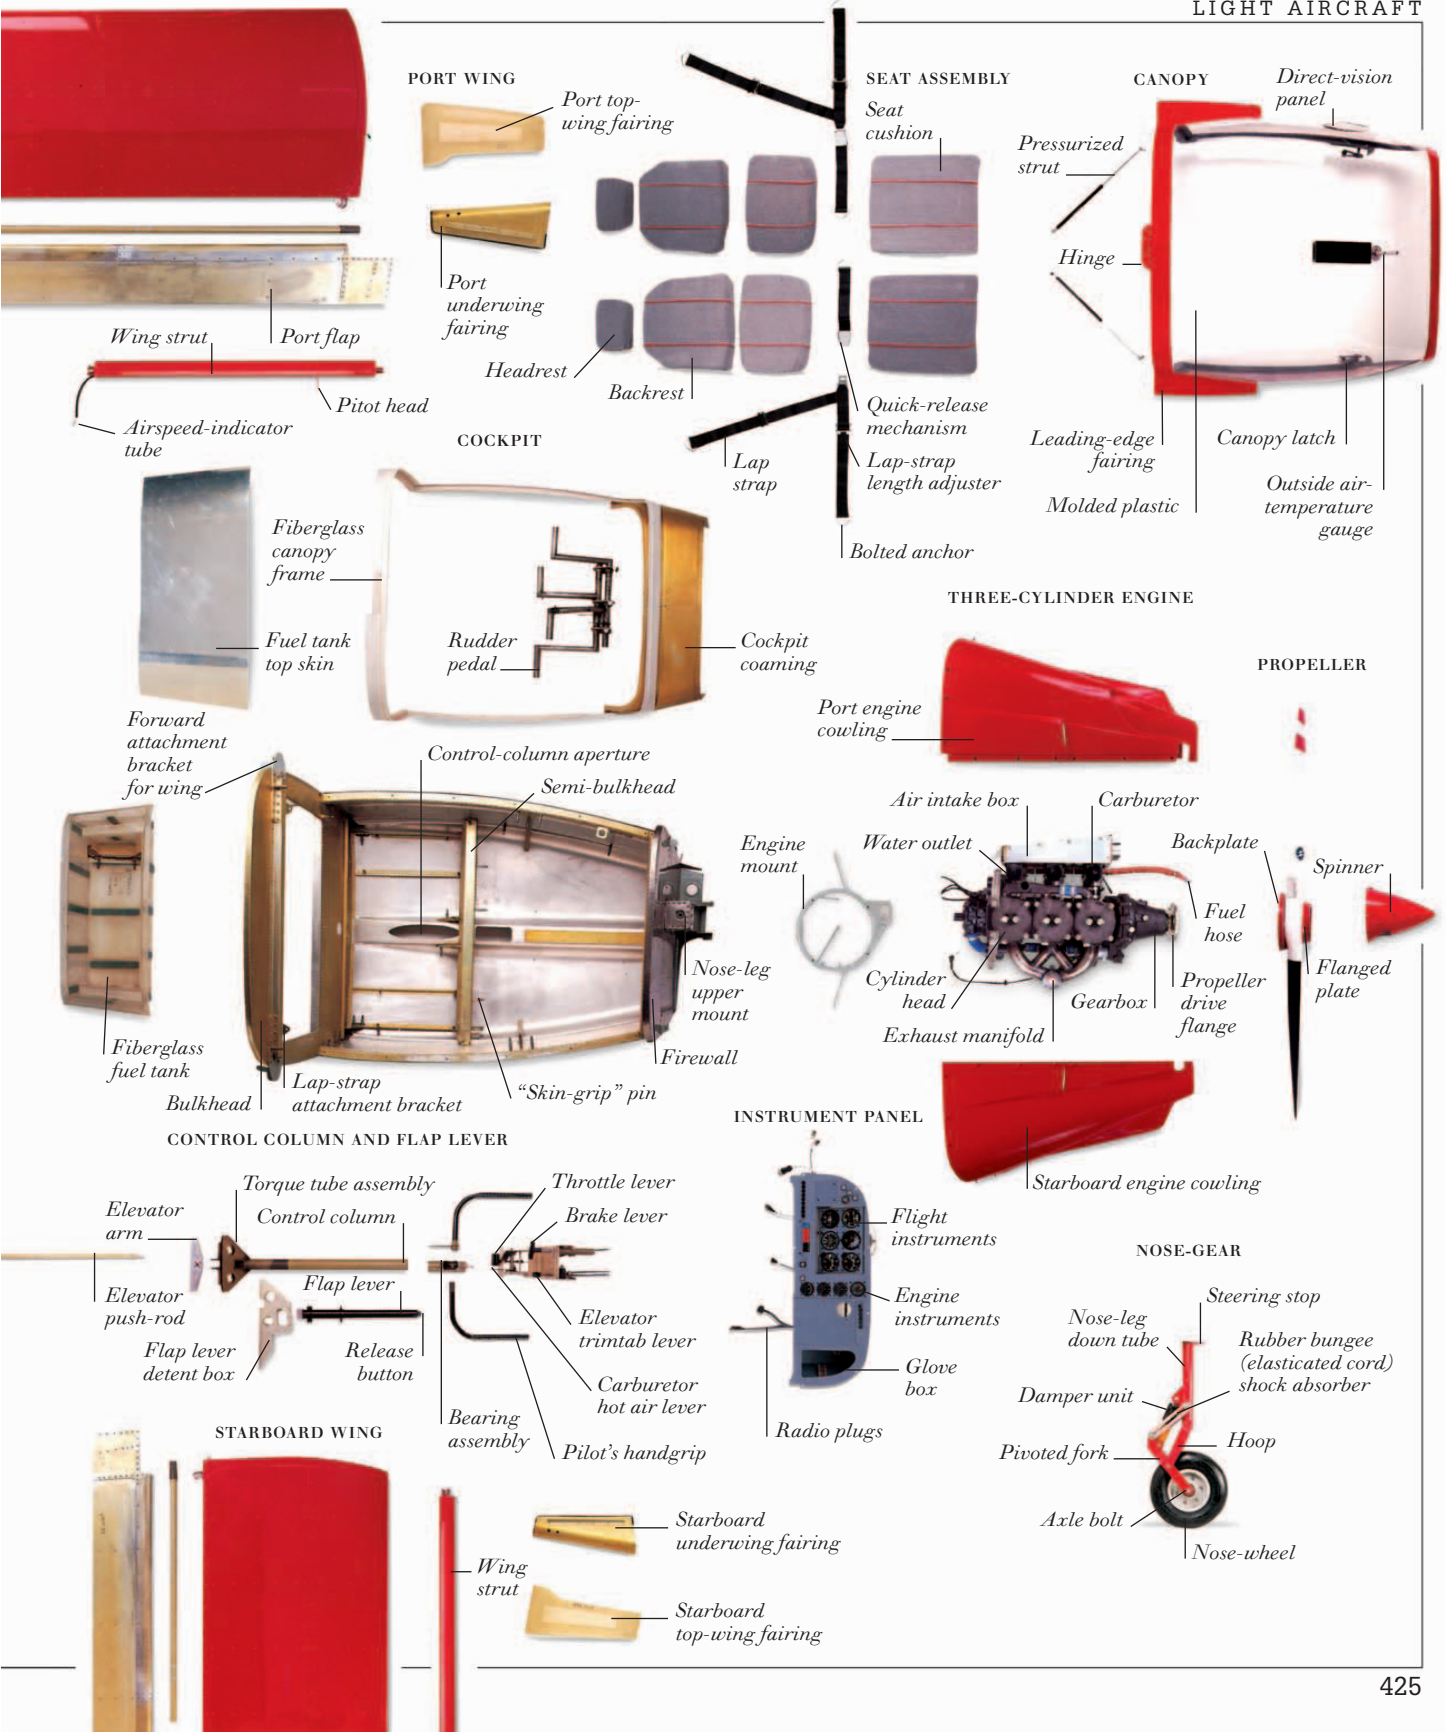 LIGHT AIRCRAFT
PORT WING
Port top-
wing fairing
Port
underwing
fairing
Wing strut
Port flap
Pitot head
Airspeed-indicator
tube
SEAT ASSEMBLY
Seat
cushion
Headrest
Backrest
Quick-release
mechanism
Lap
strap
Lap-strap
length adjuster
Bolted anchor
CANOPY
Direct-vision
panel
Pressurized
strut
Hinge
Leading-edge
fairing
Canopy latch
Molded plastic
Outside air-
temperature
gauge
COCKPIT
Fiberglass
canopy
frame
Fuel tank
top skin
Rudder
pedal
Cockpit
coaming
Forward
attachment
bracket
for wing
Control-column aperture
Semi-bulkhead
Nose-leg
upper
mount
Firewall
Fiberglass
fuel tank
Bulkhead
Lap-strap
attachment bracket
“Skin-grip” pin
THREE-CYLINDER ENGINE
Port engine
cowling
Air intake box
Carburetor
Water outlet
Engine
mount
Fuel
hose
Cylinder
head
Gearbox
Propeller
drive
flange
Exhaust manifold
Starboard engine cowling
PROPELLER
Backplate
Spinner
Flanged
plate
CONTROL COLUMN AND FLAP LEVER
Torque tube assembly
Elevator
arm
Control column
Throttle lever
Brake lever
Flap lever
Elevator
push-rod
Flap lever
detent box
Release
button
Elevator
trimtab lever
Carburetor
hot air lever
Bearing
assembly
Pilot’s handgrip
INSTRUMENT PANEL
Flight
instruments
Engine
instruments
Glove
box
Radio plugs
NOSE-GEAR
Steering stop
Nose-leg
down tube
Rubber bungee
(elasticated cord)
shock absorber
Damper unit
Pivoted fork
Hoop
Axle bolt
Nose-wheel
STARBOARD WING
Starboard
underwing fairing
Wing
strut
Starboard
top-wing fairing
425